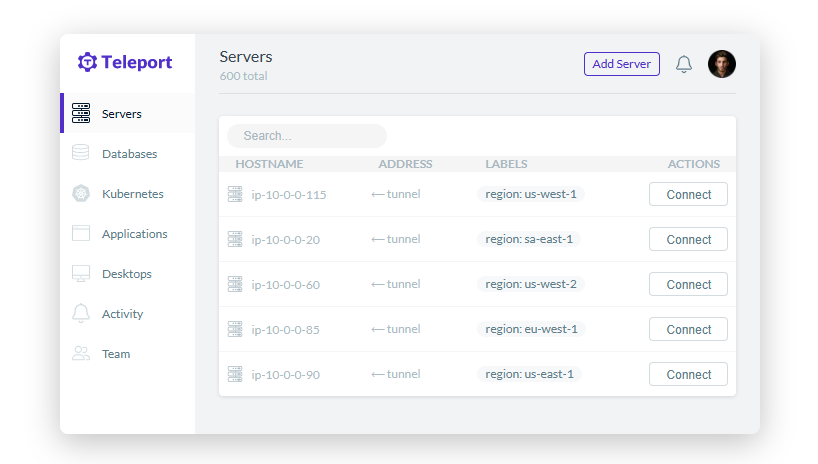 Teleport
Servers
Databases
Kubernetes
Applications
Desktops
Activity
Team
Servers
600 total
Add Server
Search...
HOSTNAME ADDRESS LABELS ACTIONS
ip-10-0-0-115 ← tunnel region: us-west-1 Connect
ip-10-0-0-20 ← tunnel region: sa-east-1 Connect
ip-10-0-0-60 ← tunnel region: us-west-2 Connect
ip-10-0-0-85 ← tunnel region: eu-west-1 Connect
ip-10-0-0-90 ← tunnel region: us-east-1 Connect